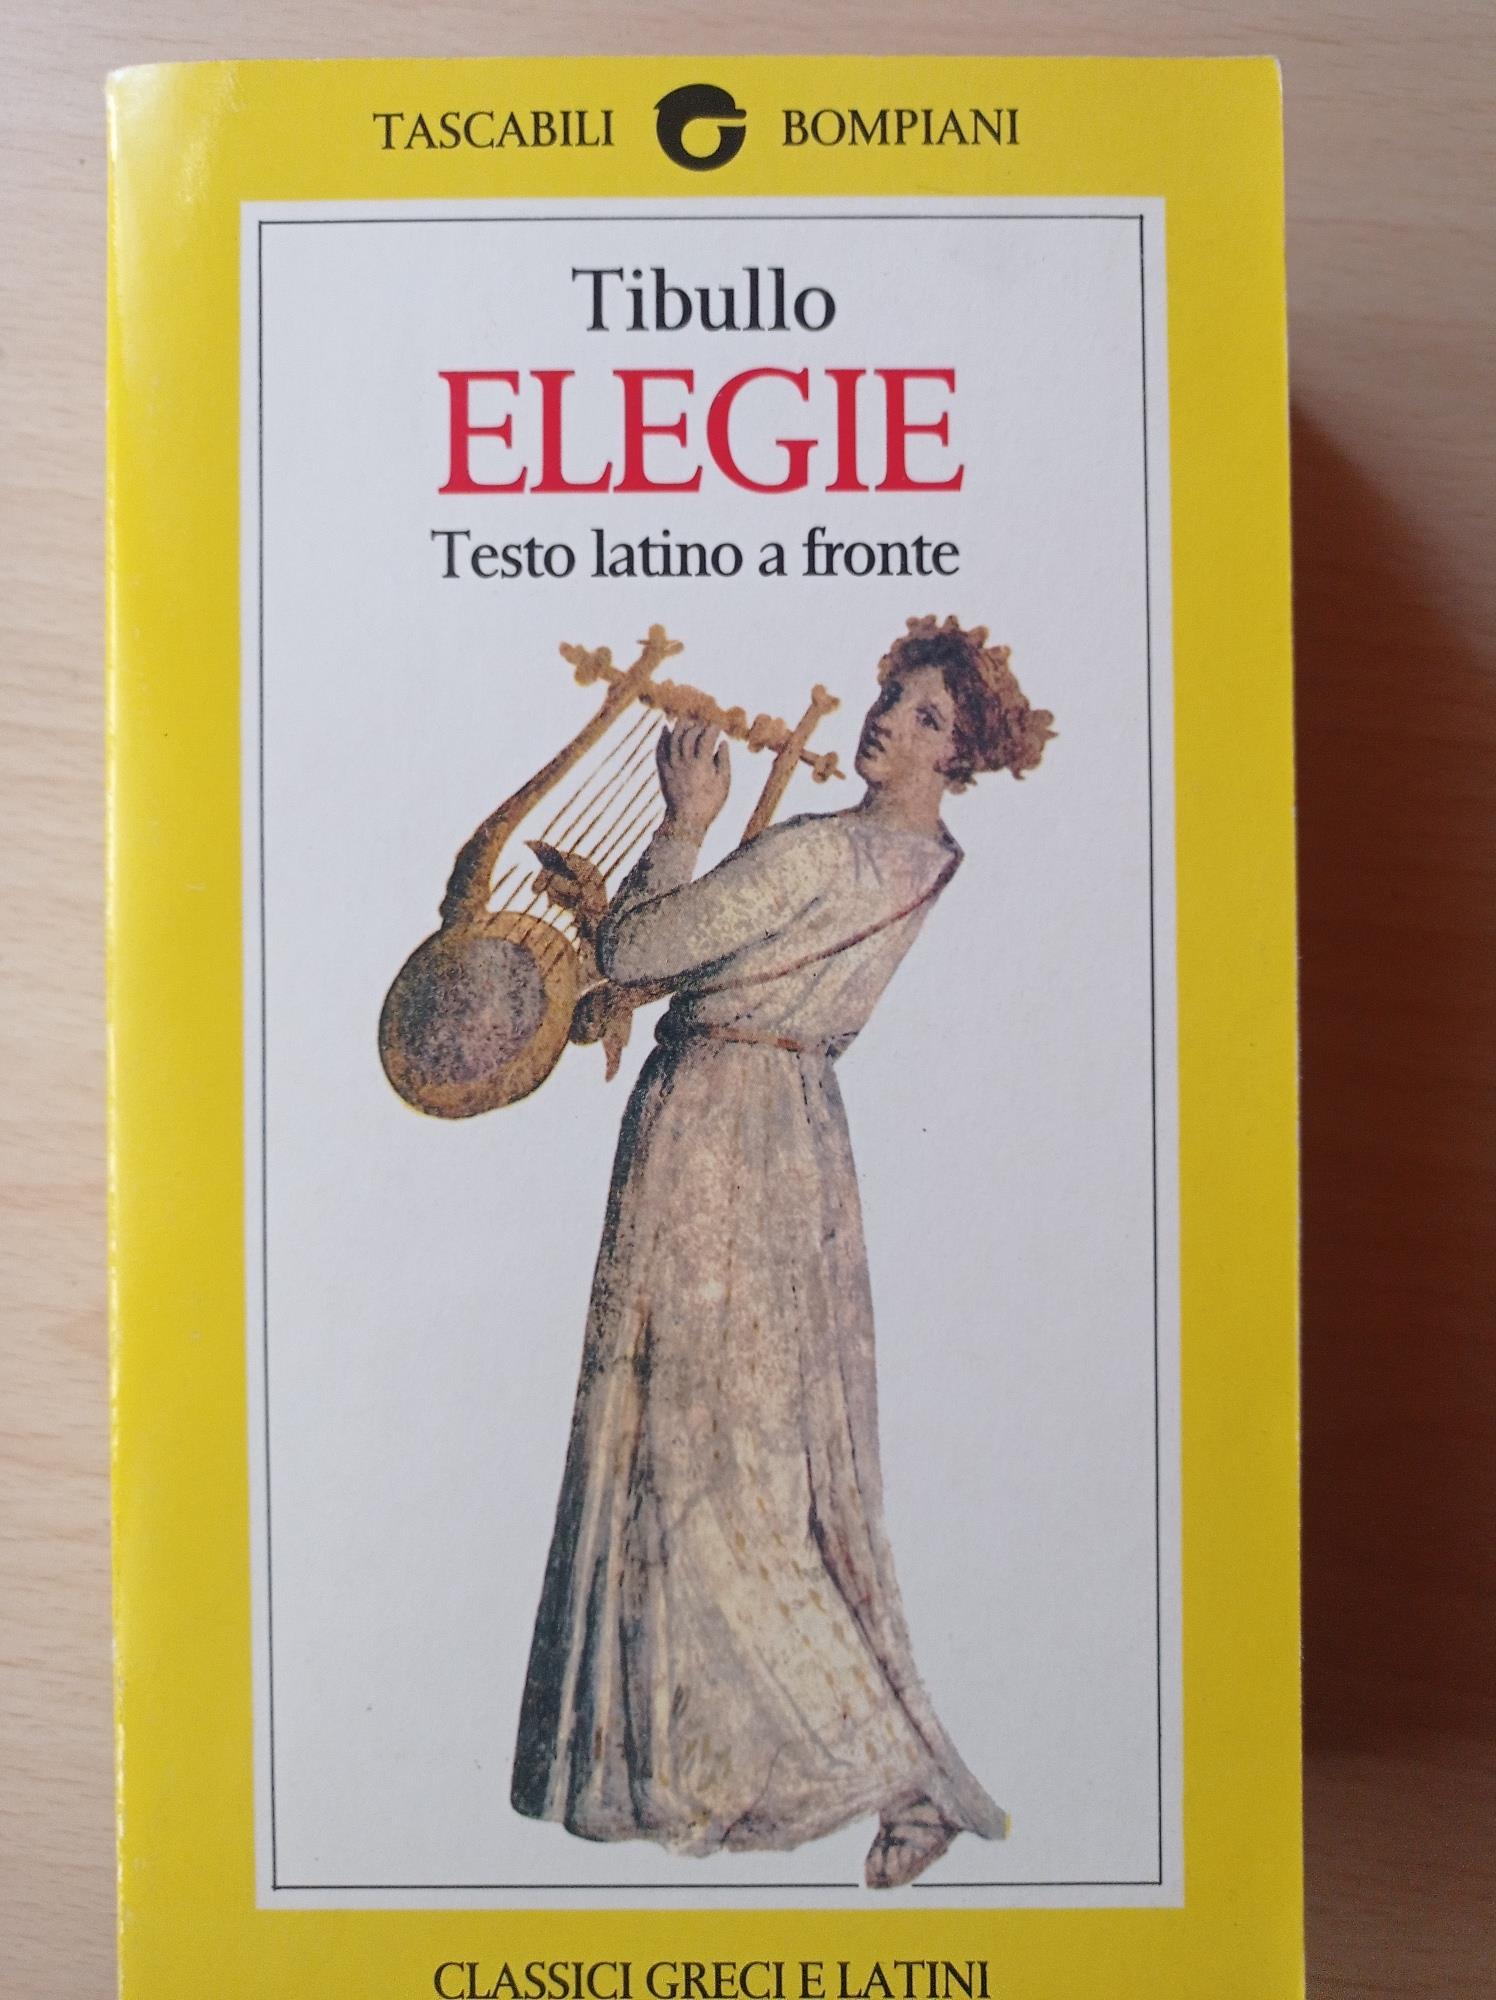 TASCABILI BOMPIANI
Tibullo
ELEGIE
Testo latino a fronte
CLASSICI GRECI E LATINI